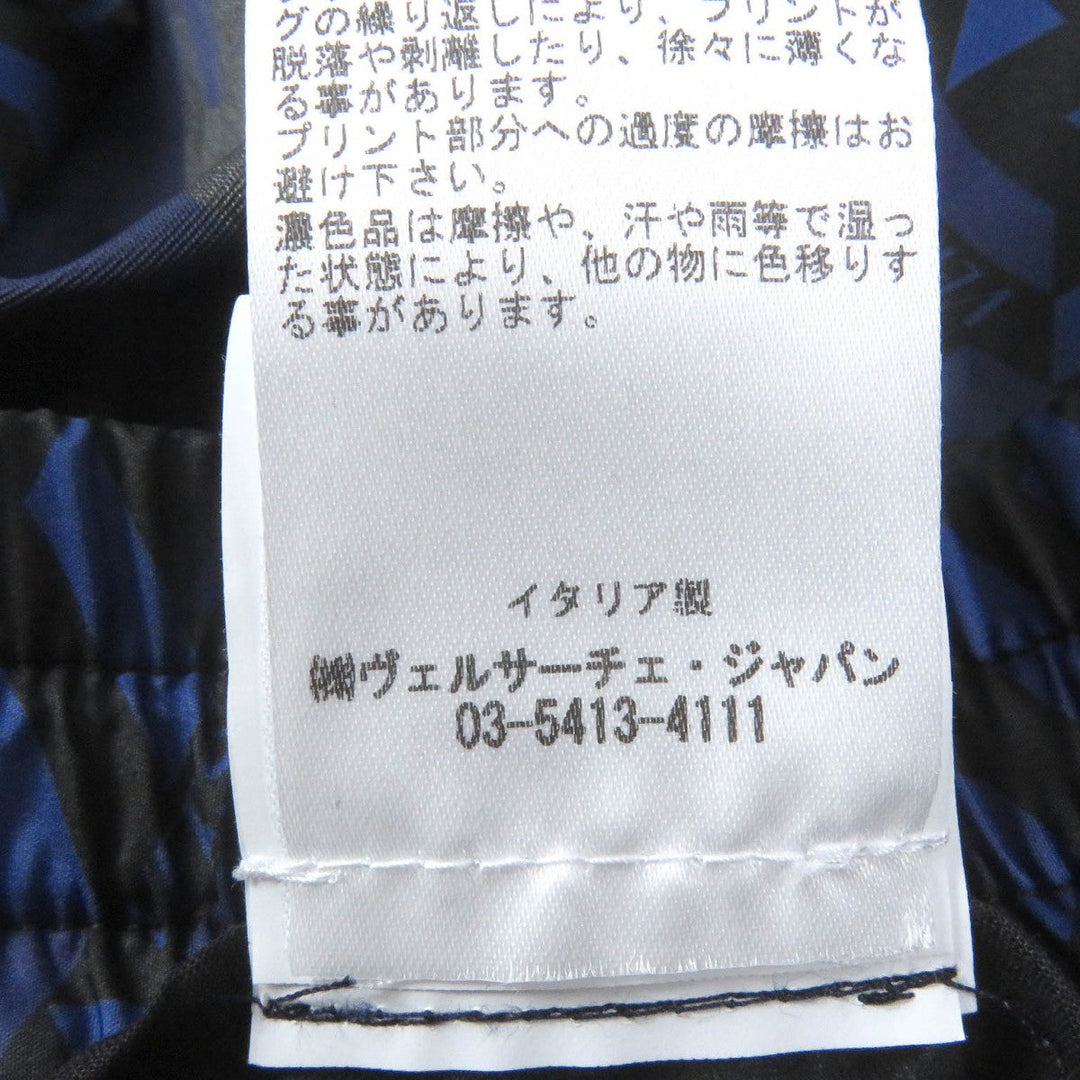 グの繰り返しにより、プリントが
脱落や剥離したり、徐々に薄くな
る事があります。
プリント部分への過度の摩擦はお
避け下さい。
濃色品は摩擦や、汗や雨等で湿っ
た状態により、他の物に色移りす
る事があります。
イタリア製
㈱ヴェルサーチェ・ジャパン
03-5413-4111